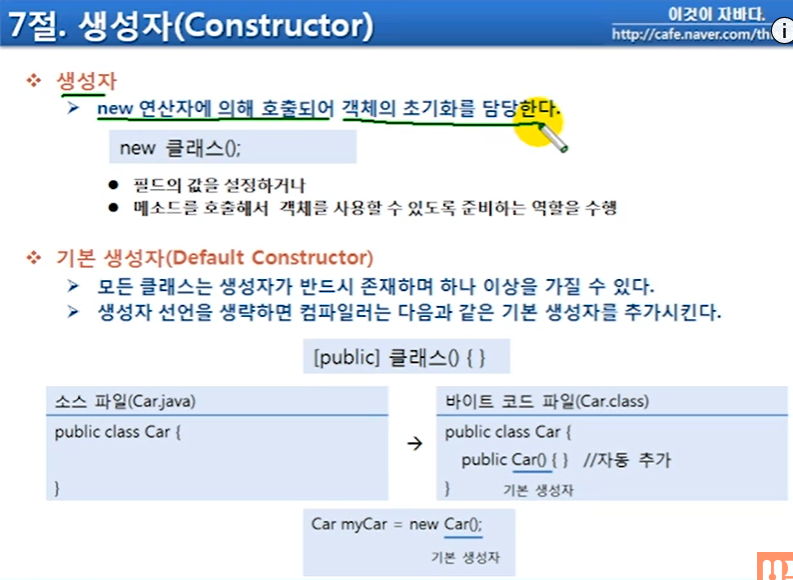 7절. 생성자(Constructor)
이것이 자바다.
http://cafe.naver.com/th
❖ 생성자
➢ new 연산자에 의해 호출되어 객체의 초기화를 담당한다.
new 클래스();
● 필드의 값을 설정하거나
● 메소드를 호출해서 객체를 사용할 수 있도록 준비하는 역할을 수행
❖ 기본 생성자(Default Constructor)
➢ 모든 클래스는 생성자가 반드시 존재하며 하나 이상을 가질 수 있다.
➢ 생성자 선언을 생략하면 컴파일러는 다음과 같은 기본 생성자를 추가시킨다.
[public] 클래스() { }
소스 파일(Car.java)
public class Car {
}
→
바이트 코드 파일(Car.class)
public class Car {
public Car() { } //자동 추가
} 기본 생성자
Car myCar = new Car();
기본 생성자